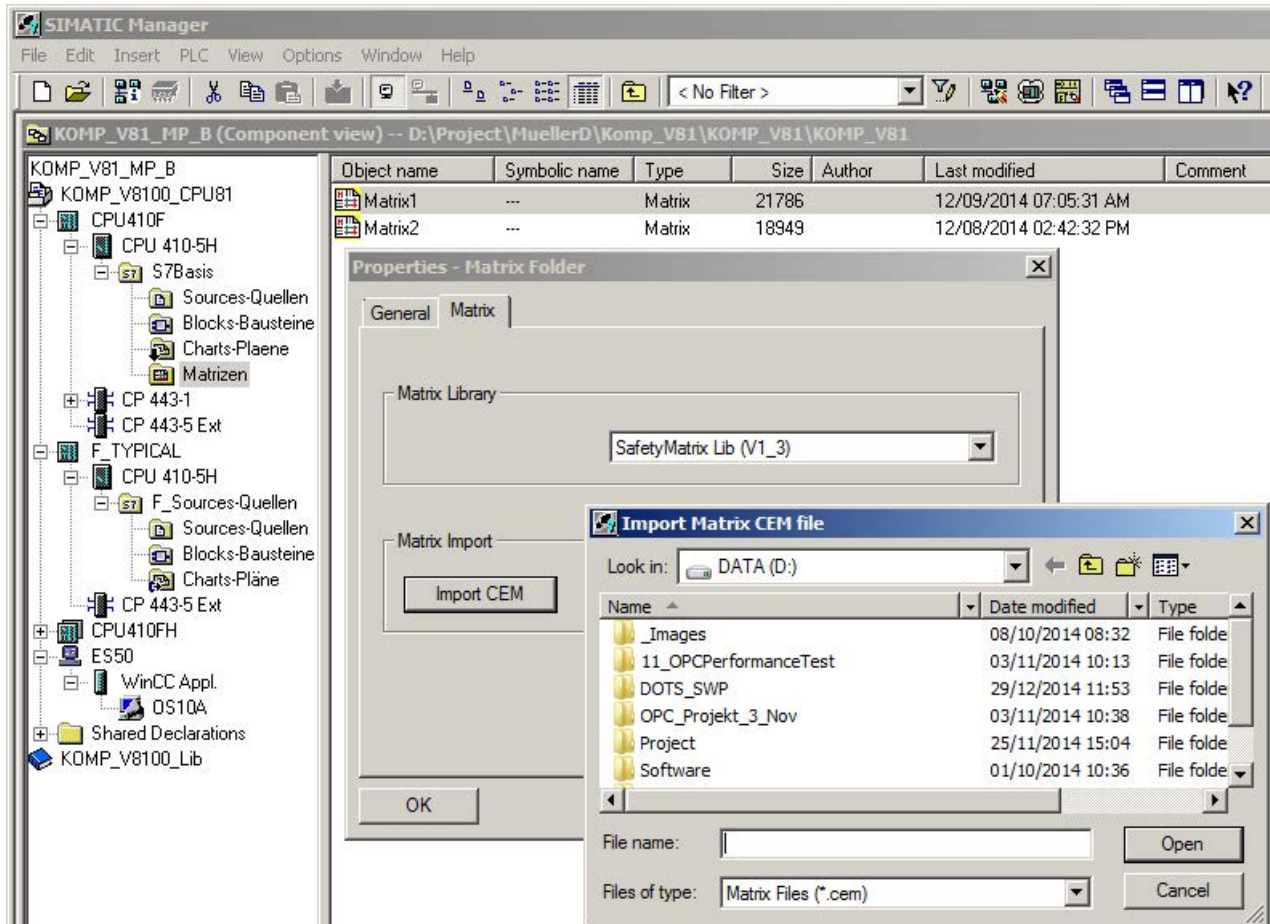 SIMATIC Manager
File Edit Insert PLC View Options Window Help
< No Filter >
KOMP_V81_MP_B (Component view) -- D:\Project\MuellerD\Komp_V81\KOMP_V81\KOMP_V81
KOMP_V81_MP_B
KOMP_V8100_CPU81
CPU410F
CPU 410-5H
S7Basis
Sources-Quellen
Blocks-Bausteine
Charts-Plaene
Matrizen
CP 443-1
CP 443-5 Ext
F_TYPICAL
CPU 410-5H
F_Sources-Quellen
Sources-Quellen
Blocks-Bausteine
Charts-Pläne
CP 443-5 Ext
CPU410FH
ES50
WinCC Appl.
OS10A
Shared Declarations
KOMP_V8100_Lib
Object name Symbolic name Type Size Author Last modified Comment
Matrix1 --- Matrix 21786 12/09/2014 07:05:31 AM
Matrix2 --- Matrix 18949 12/08/2014 02:42:32 PM
Properties - Matrix Folder
General Matrix
Matrix Library
SafetyMatrix Lib (V1_3)
Matrix Import
Import CEM
OK
Import Matrix CEM file
Look in: DATA (D:)
Name Date modified Type
_Images 08/10/2014 08:32 File folde
11_OPCPerformanceTest 03/11/2014 10:13 File folde
DOTS_SWP 29/12/2014 11:53 File folde
OPC_Projekt_3_Nov 03/11/2014 10:38 File folde
Project 25/11/2014 15:04 File folde
Software 01/10/2014 10:36 File folde
File name: Open
Files of type: Matrix Files (*.cem) Cancel